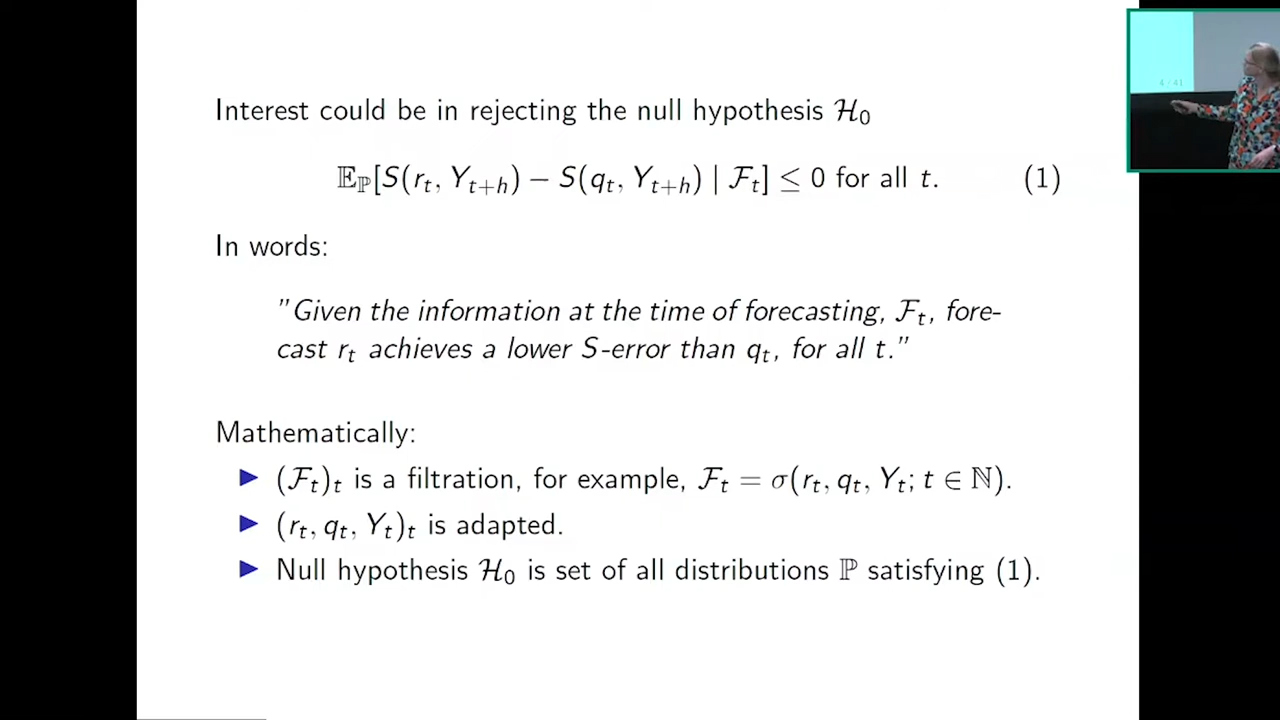 Interest could be in rejecting the null hypothesis ℋ₀
𝔼_ℙ[S(r_t, Y_{t+h}) − S(q_t, Y_{t+h}) | ℱ_t] ≤ 0 for all t. (1)
In words:
"Given the information at the time of forecasting, ℱ_t, fore-
cast r_t achieves a lower S-error than q_t, for all t."
Mathematically:
▶ (ℱ_t)_t is a filtration, for example, ℱ_t = σ(r_t, q_t, Y_t; t ∈ ℕ).
▶ (r_t, q_t, Y_t)_t is adapted.
▶ Null hypothesis ℋ₀ is set of all distributions ℙ satisfying (1).
4 / 41